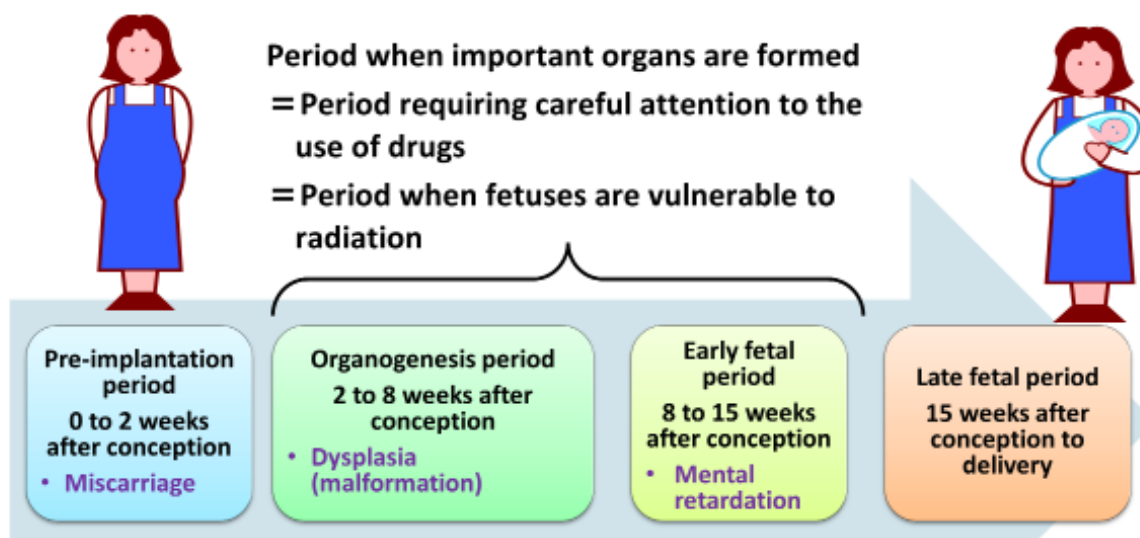 Period when important organs are formed
= Period requiring careful attention to the
use of drugs
= Period when fetuses are vulnerable to
radiation
Pre-implantation
period
0 to 2 weeks
after conception
• Miscarriage
Organogenesis period
2 to 8 weeks after
conception
• Dysplasia
(malformation)
Early fetal
period
8 to 15 weeks
after conception
• Mental
retardation
Late fetal period
15 weeks after
conception to
delivery